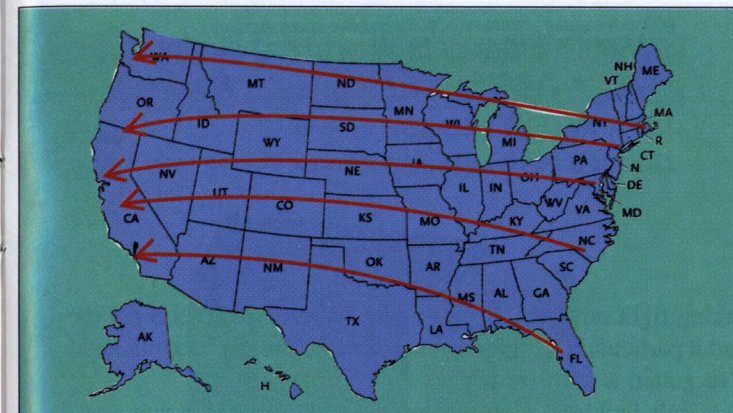 NH
ME
VT
WA
MT
ND
MN
OR
ID
SD
WI
MI
NY
MA
R
CT
WY
PA
N
NV
NE
IA
IL
IN
OH
DE
UT
CO
WV
VA
MD
CA
KS
MO
KY
NC
TN
AZ
NM
OK
AR
SC
MS
AL
GA
TX
LA
AK
FL
H